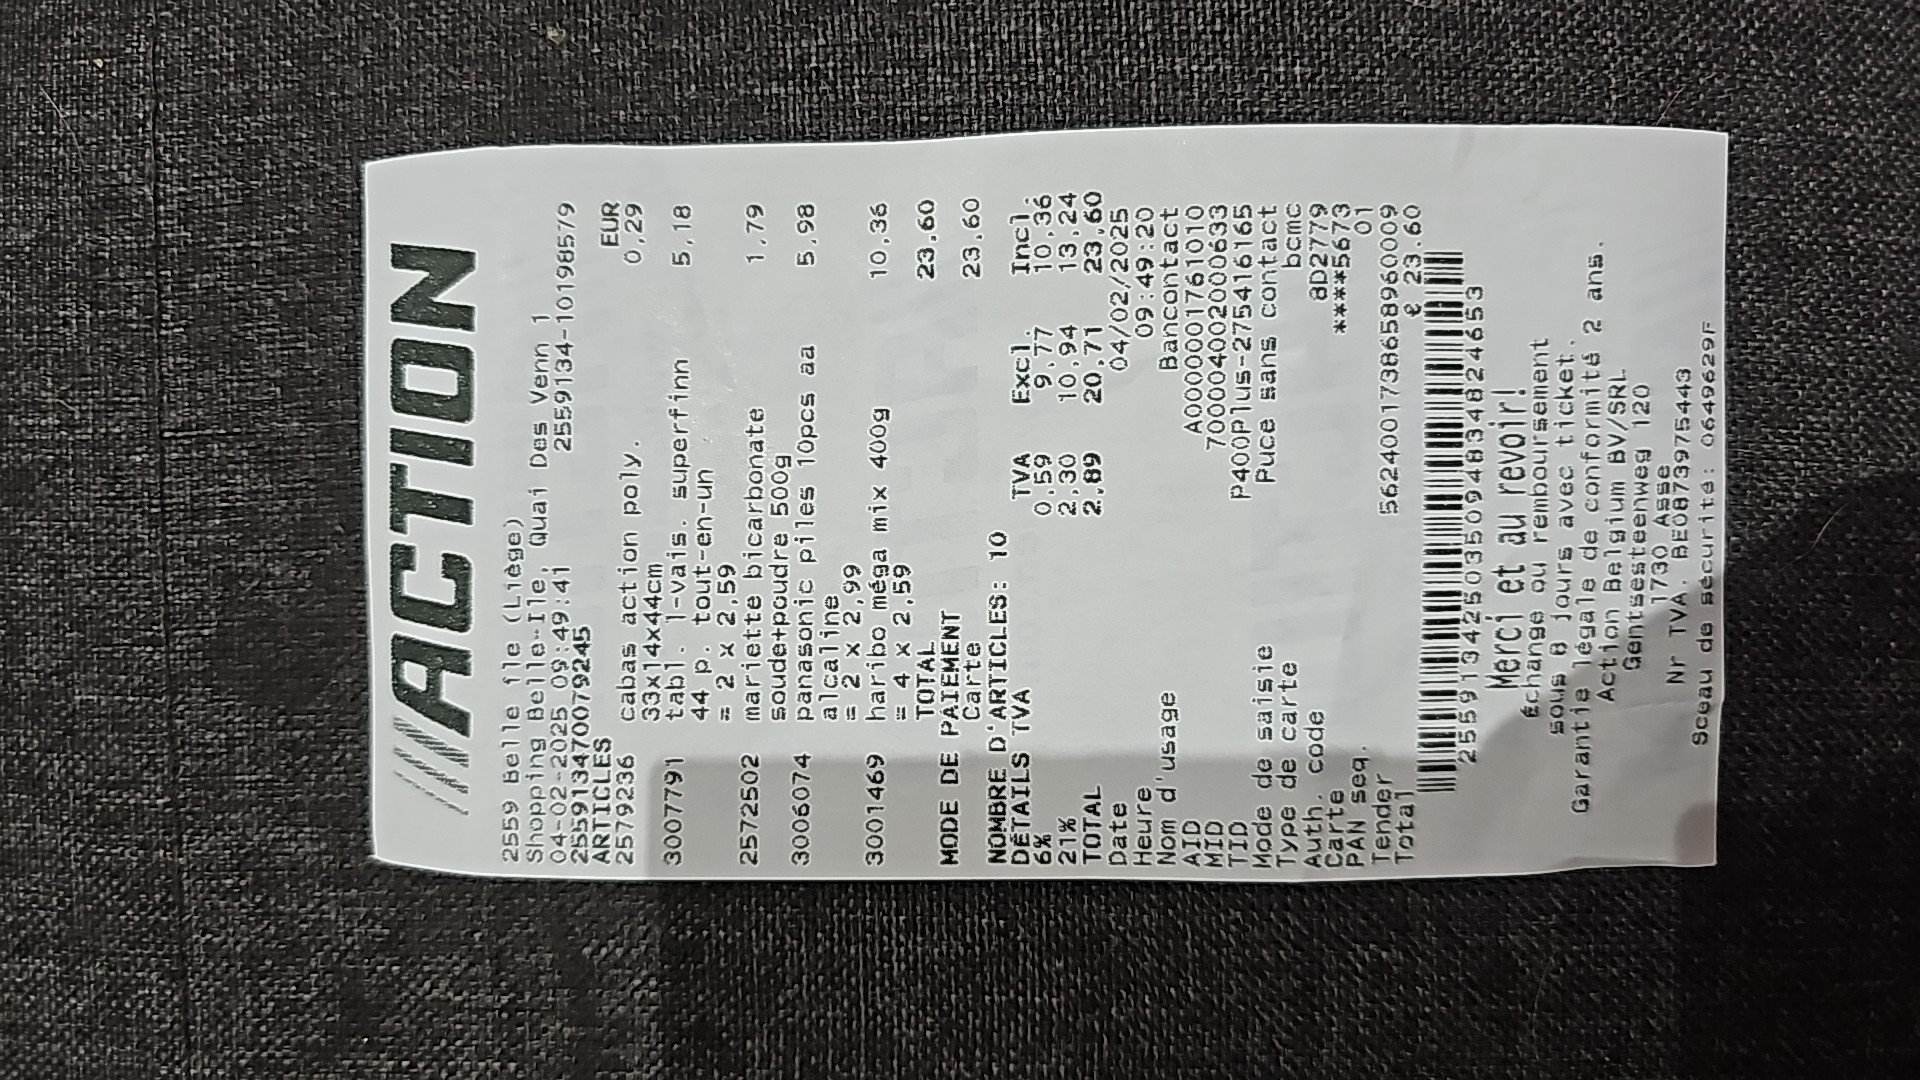 ///ACTION
2559 Belle île (Liège)
Shopping Belle-Ile, Quai Des Venn 1
04-02-2025 09:49:41 2559134-10198579
2559134700079245
ARTICLES EUR
2579236 cabas action poly. 0,29
33x14x44cm
3007791 tabl. l-vais. superfinn 5,18
44 p. tout-en-un
= 2 x 2,59
2572502 mariette bicarbonate 1,79
soude+poudre 500g
3006074 panasonic piles 10pcs aa 5,98
alcaline
= 2 x 2,99
3001469 haribo méga mix 400g 10,36
= 4 x 2,59
TOTAL 23,60
MODE DE PAIEMENT
Carte 23,60
NOMBRE D'ARTICLES: 10
DÉTAILS TVA TVA Excl. Incl.
6% 0,59 9,77 10,36
21% 2,30 10,94 13,24
TOTAL 2,89 20,71 23,60
Date 04/02/2025
Heure 09:49:20
Nom d'usage Bancontact
AID A0000001761010
MID 700040020000633
TID P400Plus-275416165
Mode de saisie Puce sans contact
Type de carte bcmc
Auth. code 8D2779
Carte ****5673
PAN seq. 01
Tender 5624001738658960009
Total € 23.60
2559134250350948348246​53
Merci et au revoir!
Échange ou remboursement
sous 8 jours avec ticket.
Garantie légale de conformité 2 ans.
Action Belgium BV/SRL
Gentsesteenweg 120
1730 Asse
Nr TVA. BE0873975443
Sceau de sécurité: 0649629F